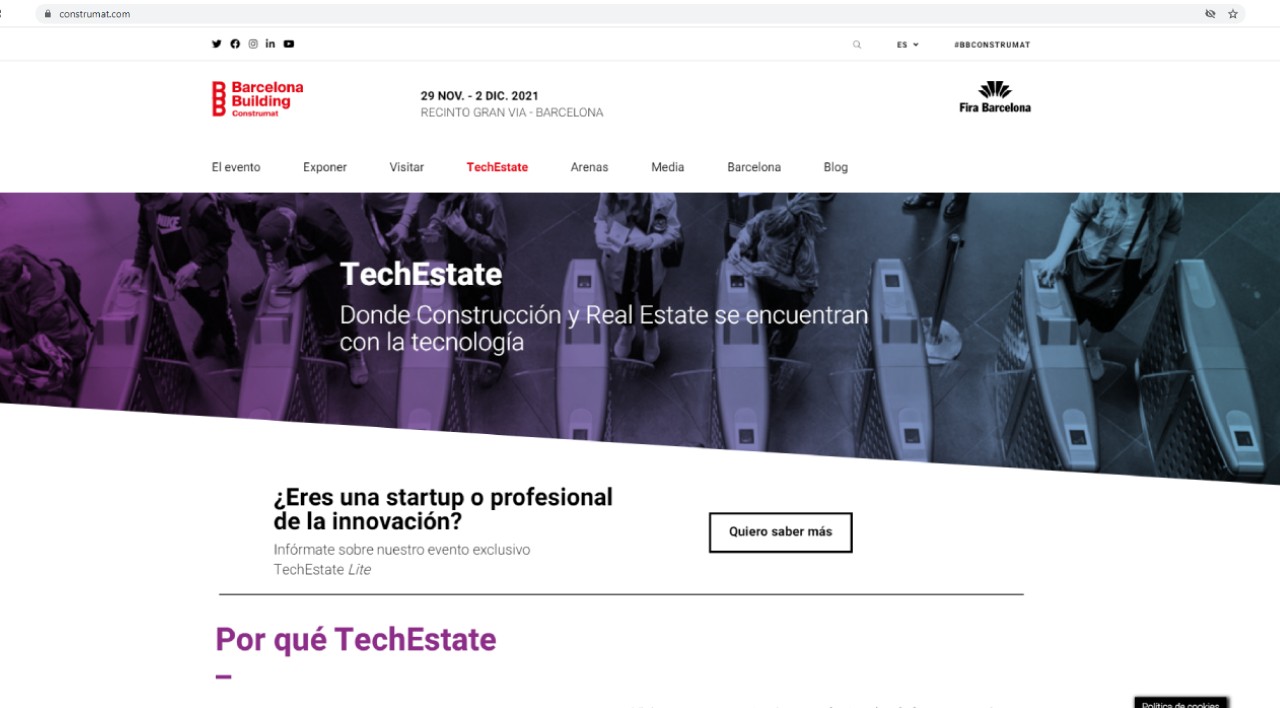 construmat.com
ES
#BBCONSTRUMAT
Barcelona
Building
Construmat
29 NOV. - 2 DIC. 2021
RECINTO GRAN VIA - BARCELONA
Fira Barcelona
El evento
Exponer
Visitar
TechEstate
Arenas
Media
Barcelona
Blog
TechEstate
Donde Construcción y Real Estate se encuentran
con la tecnología
¿Eres una startup o profesional
de la innovación?
Infórmate sobre nuestro evento exclusivo
TechEstate Lite
Quiero saber más
Por qué TechEstate
Política de cookies